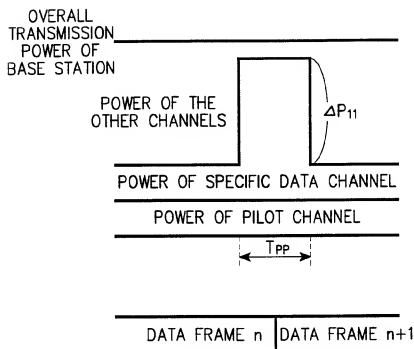 OVERALL
TRANSMISSION
POWER OF
BASE STATION
POWER OF THE
OTHER CHANNELS
ΔP11
POWER OF SPECIFIC DATA CHANNEL
POWER OF PILOT CHANNEL
TPP
DATA FRAME n
DATA FRAME n+1